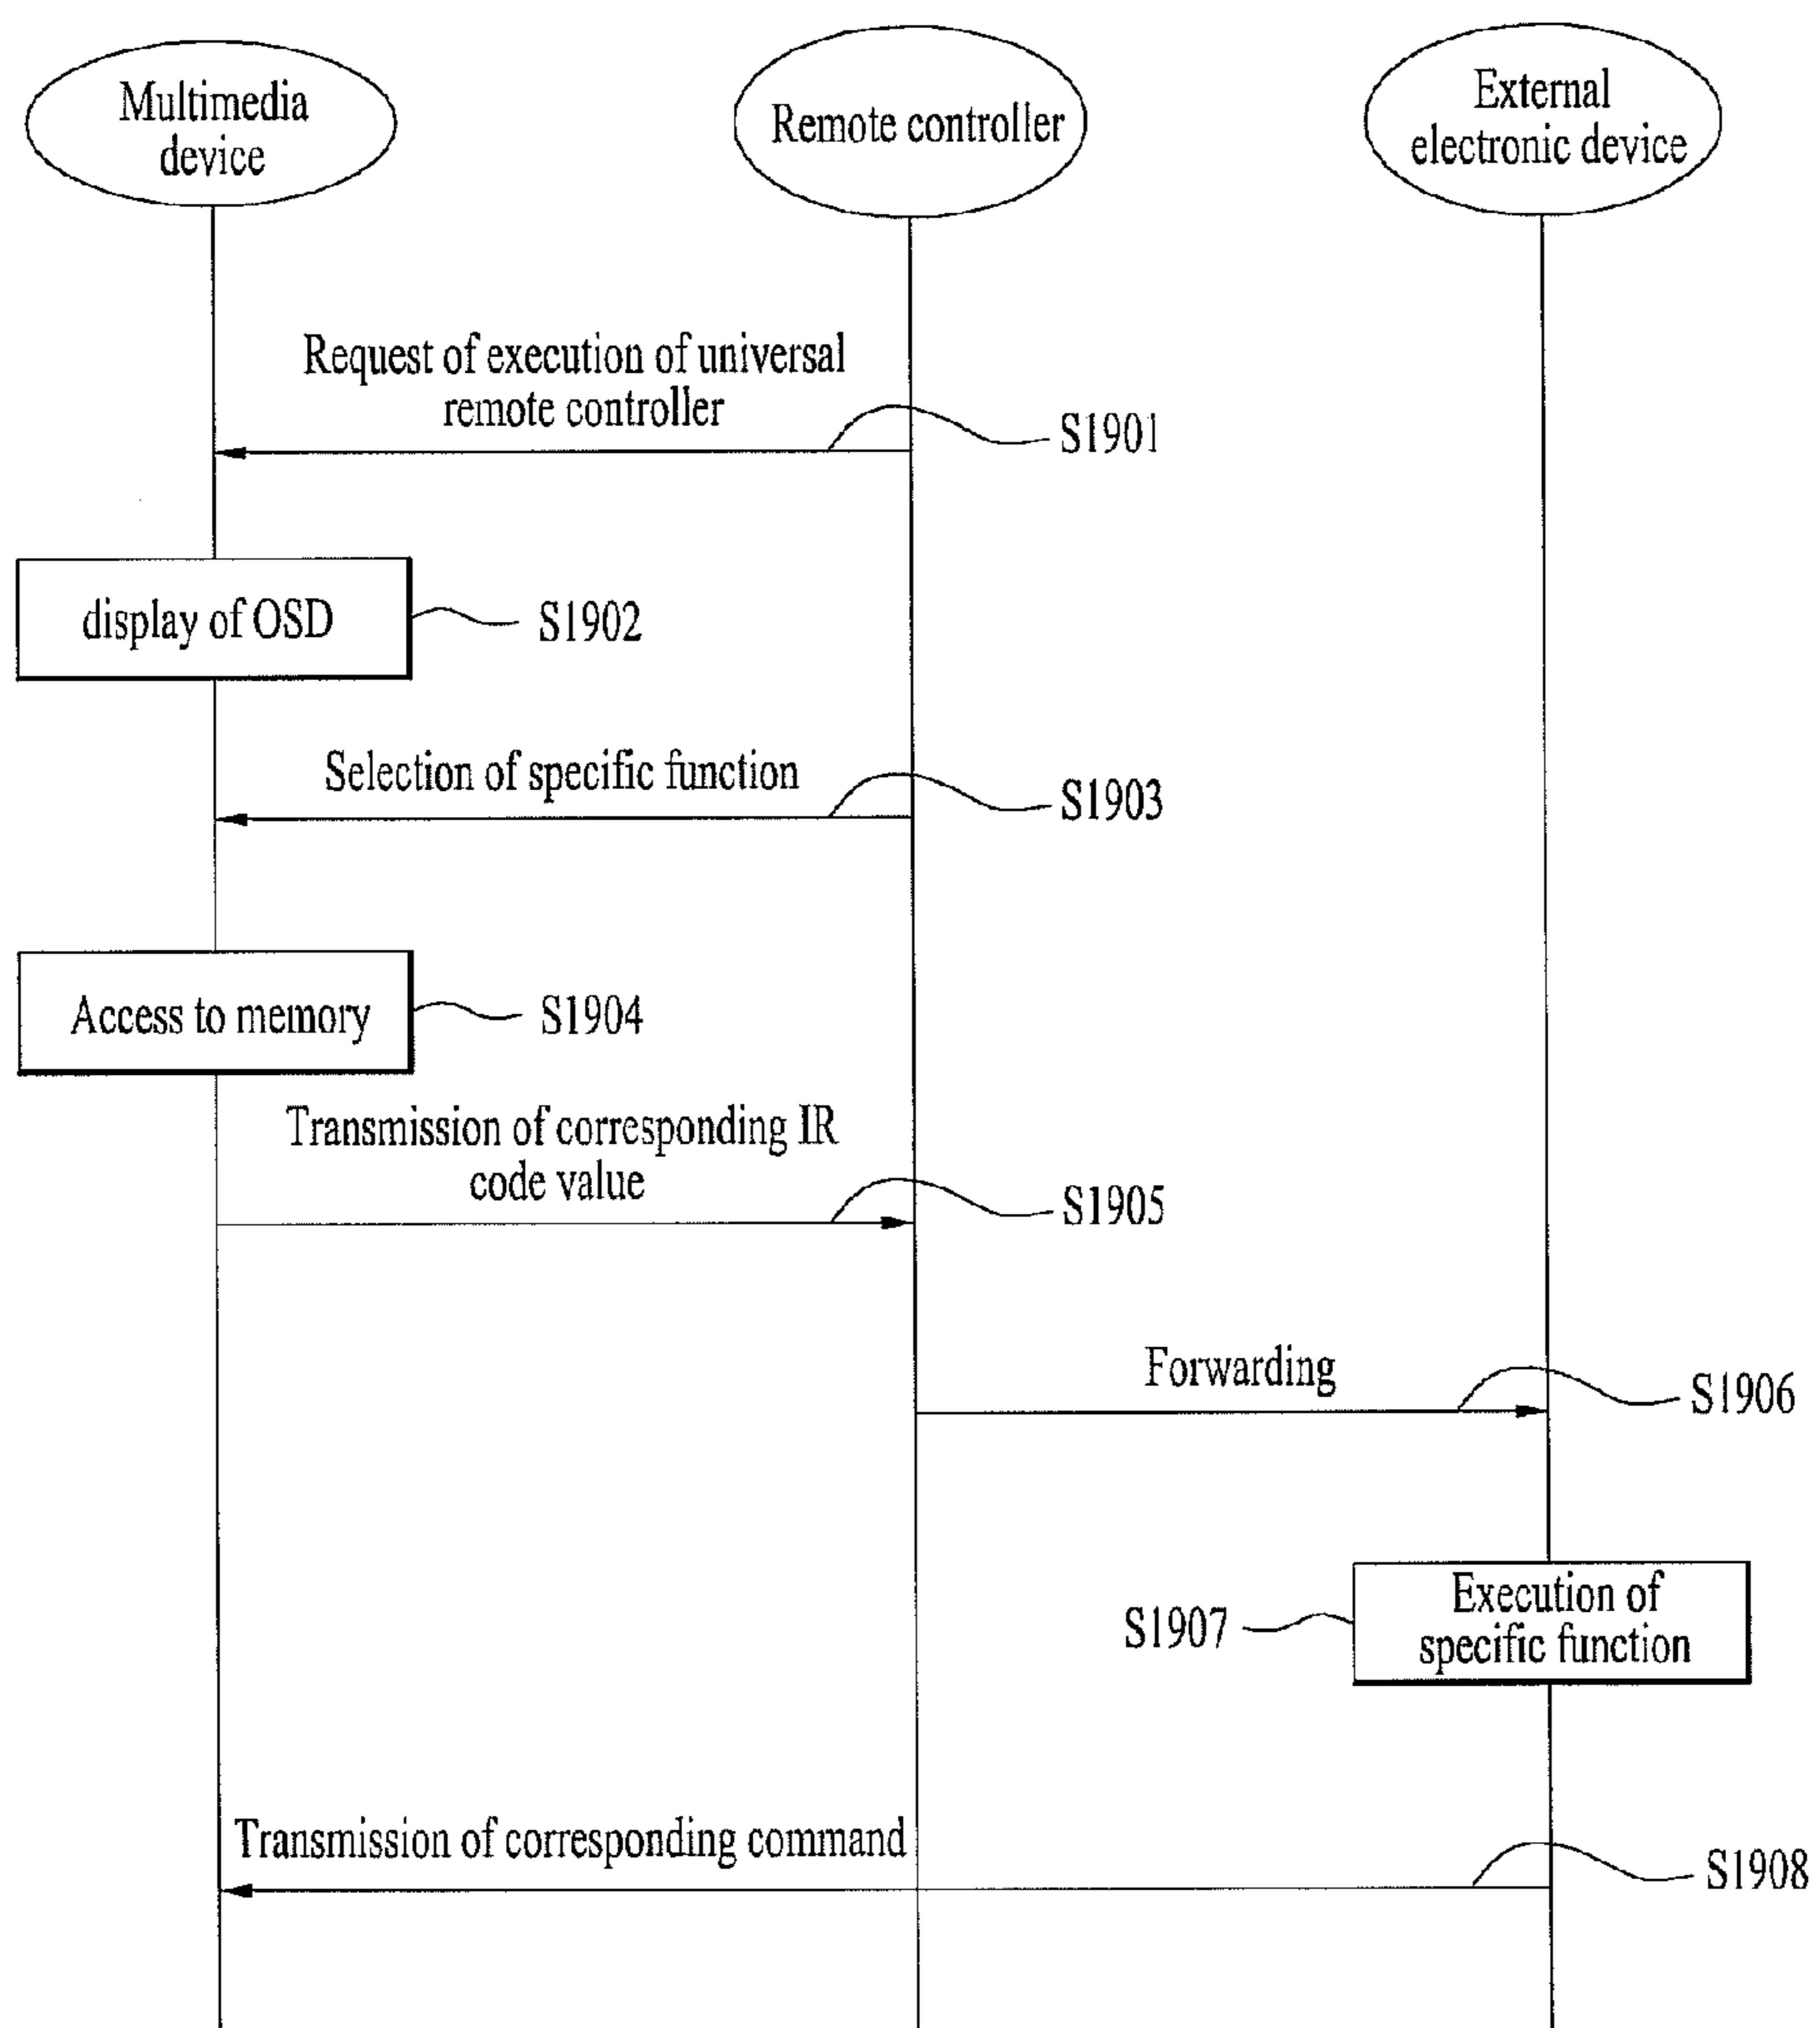 Multimedia
device
Remote controller
External
electronic device
Request of execution of universal
remote controller
S1901
display of OSD
S1902
Selection of specific function
S1903
Access to memory
S1904
Transmission of corresponding IR
code value
S1905
Forwarding
S1906
Execution of
specific function
S1907
Transmission of corresponding command
S1908